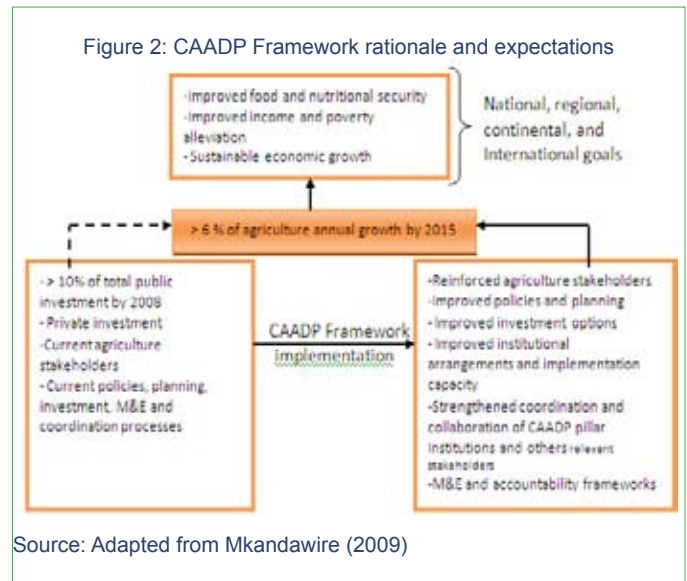 Figure 2: CAADP Framework rationale and expectations
-Improved food and nutritional security
-Improved income and poverty
alleviation
-Sustainable economic growth
National, regional,
continental, and
International goals
> 6 % of agriculture annual growth by 2015
-> 10% of total public
investment by 2008
-Private investment
-Current agriculture
stakeholders
-Current policies, planning,
investment, M&E and
coordination processes
CAADP Framework
implementation
-Reinforced agriculture stakeholders
-Improved policies and planning
-Improved investment options
-Improved institutional
arrangements and implementation
capacity
-Strengthened coordination and
collaboration of CAADP pillar
Institutions and others relevant
stakeholders
-M&E and accountability frameworks
Source: Adapted from Mkandawire (2009)